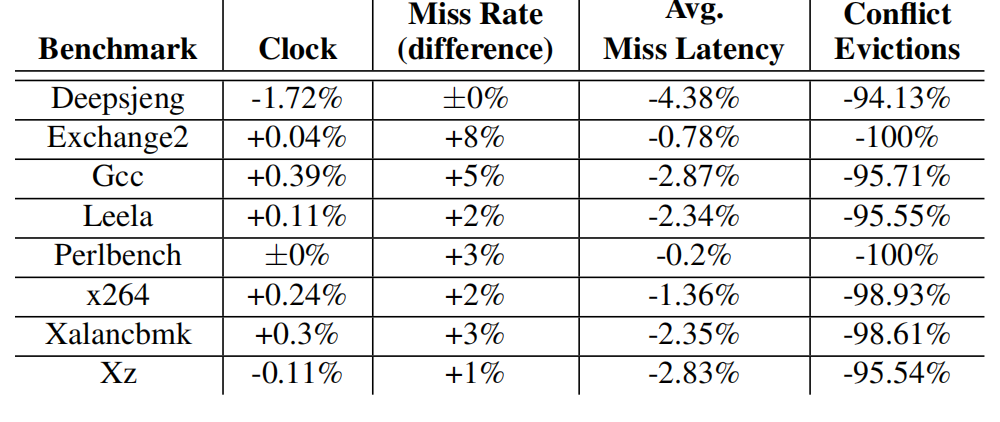 Benchmark Clock Miss Rate (difference) Avg. Miss Latency Conflict Evictions
Deepsjeng -1.72% ±0% -4.38% -94.13%
Exchange2 +0.04% +8% -0.78% -100%
Gcc +0.39% +5% -2.87% -95.71%
Leela +0.11% +2% -2.34% -95.55%
Perlbench ±0% +3% -0.2% -100%
x264 +0.24% +2% -1.36% -98.93%
Xalancbmk +0.3% +3% -2.35% -98.61%
Xz -0.11% +1% -2.83% -95.54%